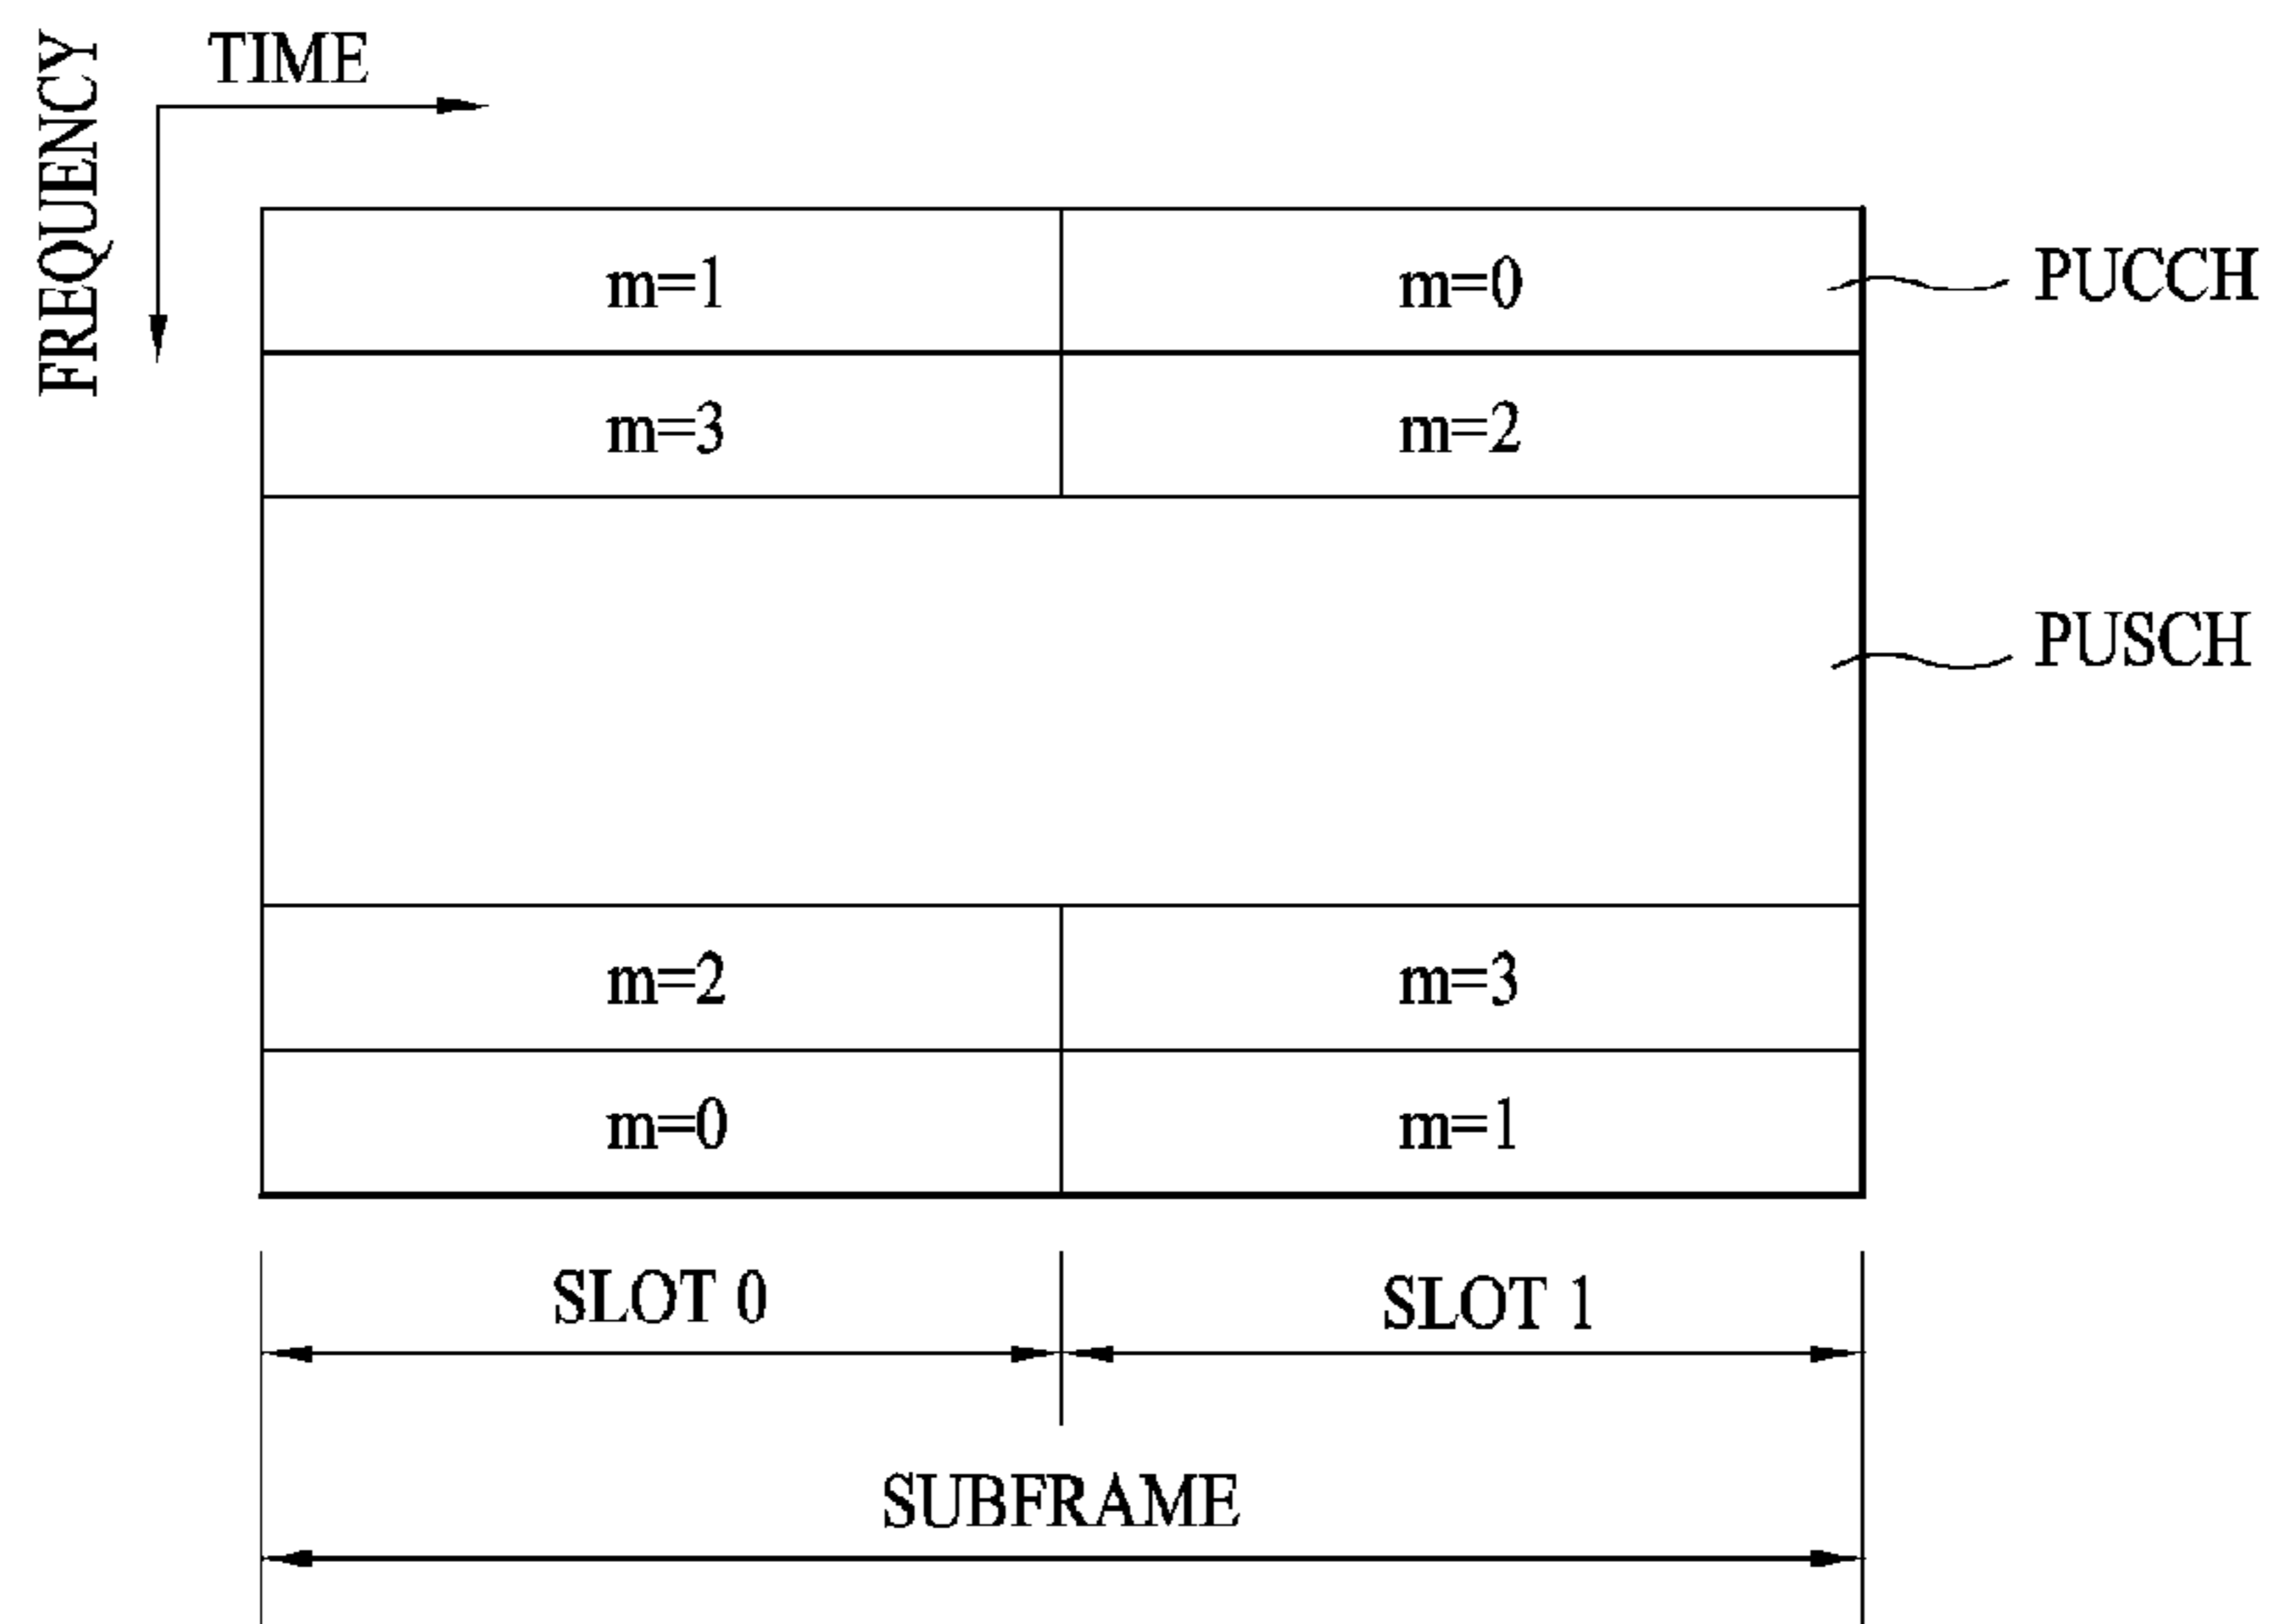 TIME
FREQUENCY
m=1 m=0 PUCCH
m=3 m=2
PUSCH
m=2 m=3
m=0 m=1
SLOT 0 SLOT 1
SUBFRAME